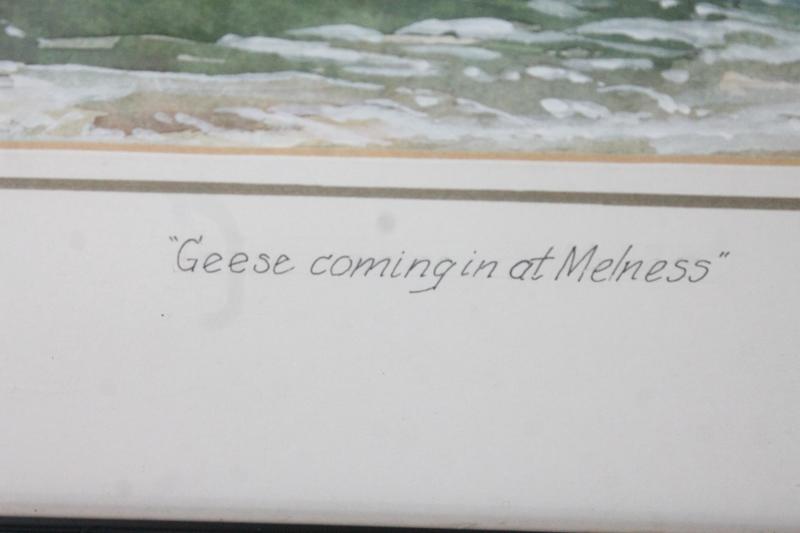 "Geese coming in at Melness"